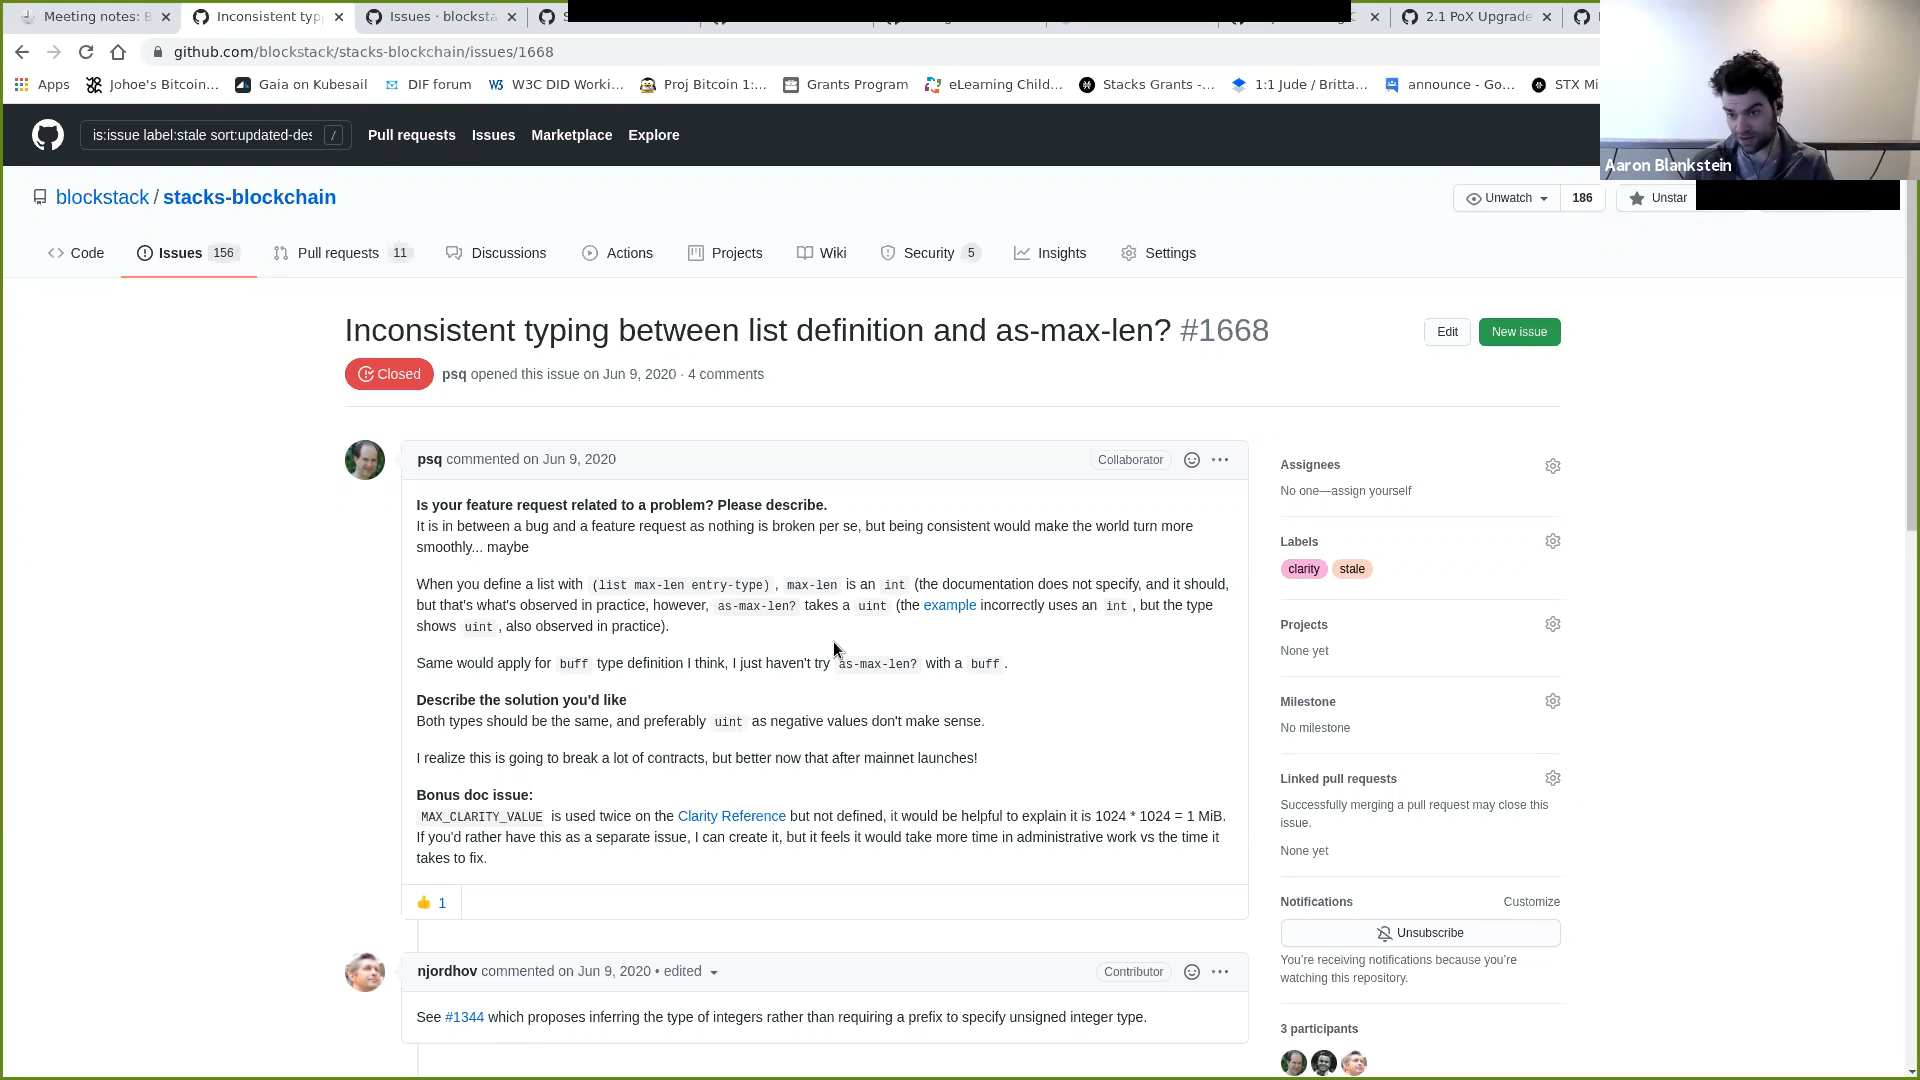 Meeting notes: B
Inconsistent typ
Issues · blocksta
2.1 PoX Upgrade
github.com/blockstack/stacks-blockchain/issues/1668
Apps
Johoe's Bitcoin...
Gaia on Kubesail
DIF forum
W3C DID Worki...
Proj Bitcoin 1:...
Grants Program
eLearning Child...
Stacks Grants -...
1:1 Jude / Britta...
announce - Go...
STX Mi
Aaron Blankstein
is:issue label:stale sort:updated-des
/
Pull requests
Issues
Marketplace
Explore
blockstack / stacks-blockchain
Unwatch
186
Unstar
Code
Issues 156
Pull requests 11
Discussions
Actions
Projects
Wiki
Security 5
Insights
Settings
Inconsistent typing between list definition and as-max-len? #1668
Edit
New issue
Closed
psq opened this issue on Jun 9, 2020 · 4 comments
psq commented on Jun 9, 2020
Collaborator
Is your feature request related to a problem? Please describe.
It is in between a bug and a feature request as nothing is broken per se, but being consistent would make the world turn more
smoothly... maybe
When you define a list with (list max-len entry-type) , max-len is an int (the documentation does not specify, and it should,
but that's what's observed in practice, however, as-max-len? takes a uint (the example incorrectly uses an int , but the type
shows uint , also observed in practice).
Same would apply for buff type definition I think, I just haven't try as-max-len? with a buff .
Describe the solution you'd like
Both types should be the same, and preferably uint as negative values don't make sense.
I realize this is going to break a lot of contracts, but better now that after mainnet launches!
Bonus doc issue:
MAX_CLARITY_VALUE is used twice on the Clarity Reference but not defined, it would be helpful to explain it is 1024 * 1024 = 1 MiB.
If you'd rather have this as a separate issue, I can create it, but it feels it would take more time in administrative work vs the time it
takes to fix.
1
njordhov commented on Jun 9, 2020 • edited
Contributor
See #1344 which proposes inferring the type of integers rather than requiring a prefix to specify unsigned integer type.
Assignees
No one—assign yourself
Labels
clarity
stale
Projects
None yet
Milestone
No milestone
Linked pull requests
Successfully merging a pull request may close this
issue.
None yet
Notifications
Customize
Unsubscribe
You're receiving notifications because you're
watching this repository.
3 participants